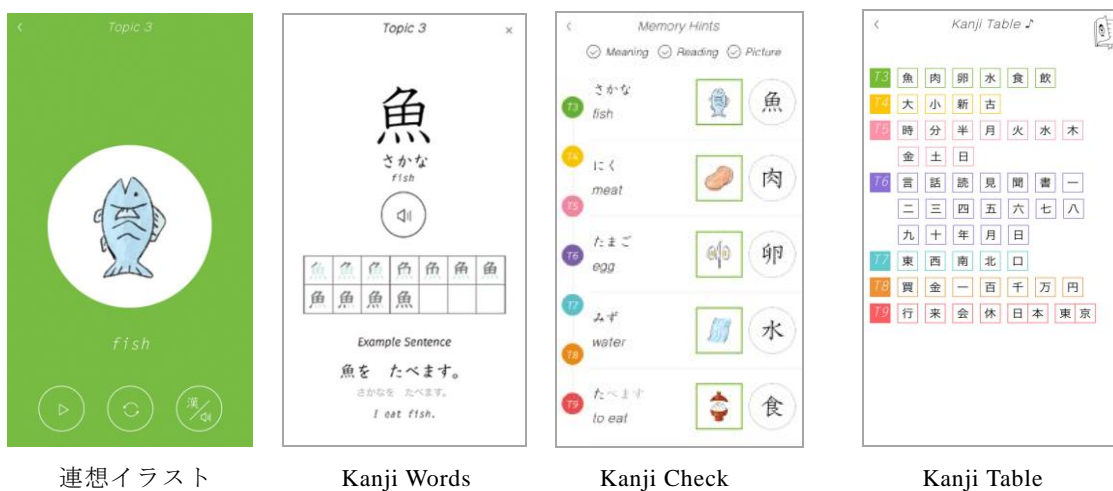 Topic 3
fish
漢
Topic 3
魚
さかな
fish
魚 魚 魚 魚 魚 魚 魚
魚 魚 魚 魚
Example Sentence
魚を たべます。
さかなを たべます。
I eat fish.
Memory Hints
Meaning Reading Picture
T3 さかな
fish
魚
T4 にく
meat
肉
T5
T6 たまご
egg
卵
T7 みず
water
水
T8
T9 たべます
to eat
食
Kanji Table ♪
T3 魚 肉 卵 水 食 飲
T4 大 小 新 古
T5 時 分 半 月 火 水 木
金 土 日
T6 言 話 読 見 聞 書 一
二 三 四 五 六 七 八
九 十 年 月 日
T7 東 西 南 北 口
T8 買 金 一 百 千 万 円
T9 行 来 会 休 日 本 東 京
連想イラスト Kanji Words Kanji Check Kanji Table